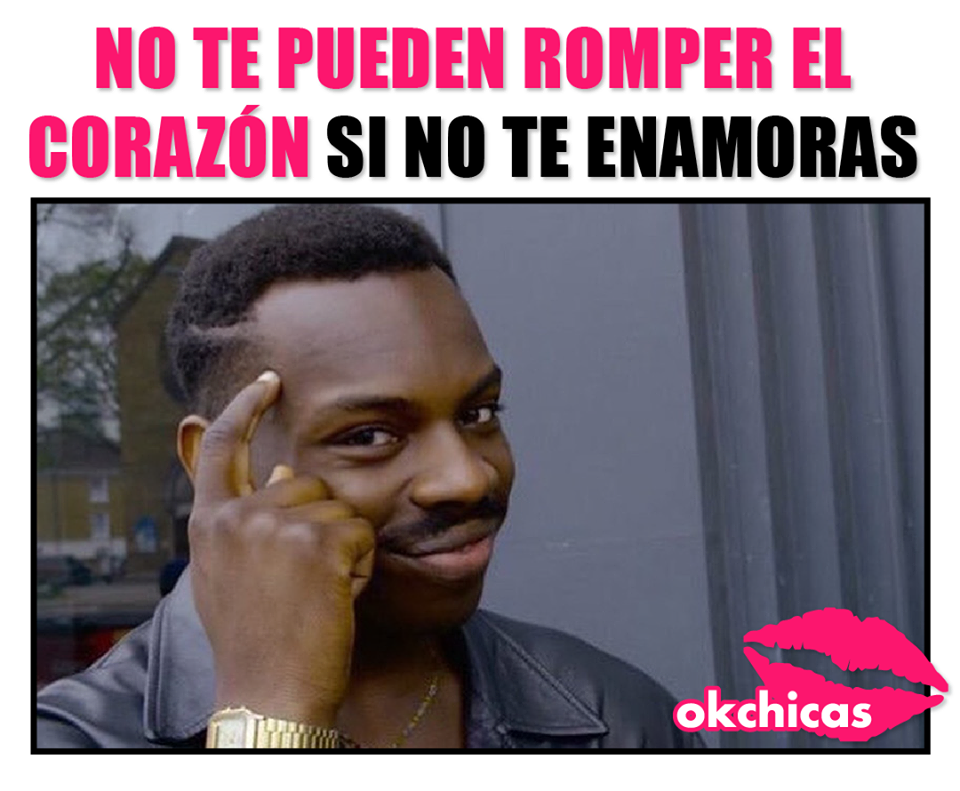 NO TE PUEDEN ROMPER EL
CORAZÓN SI NO TE ENAMORAS
okchicas